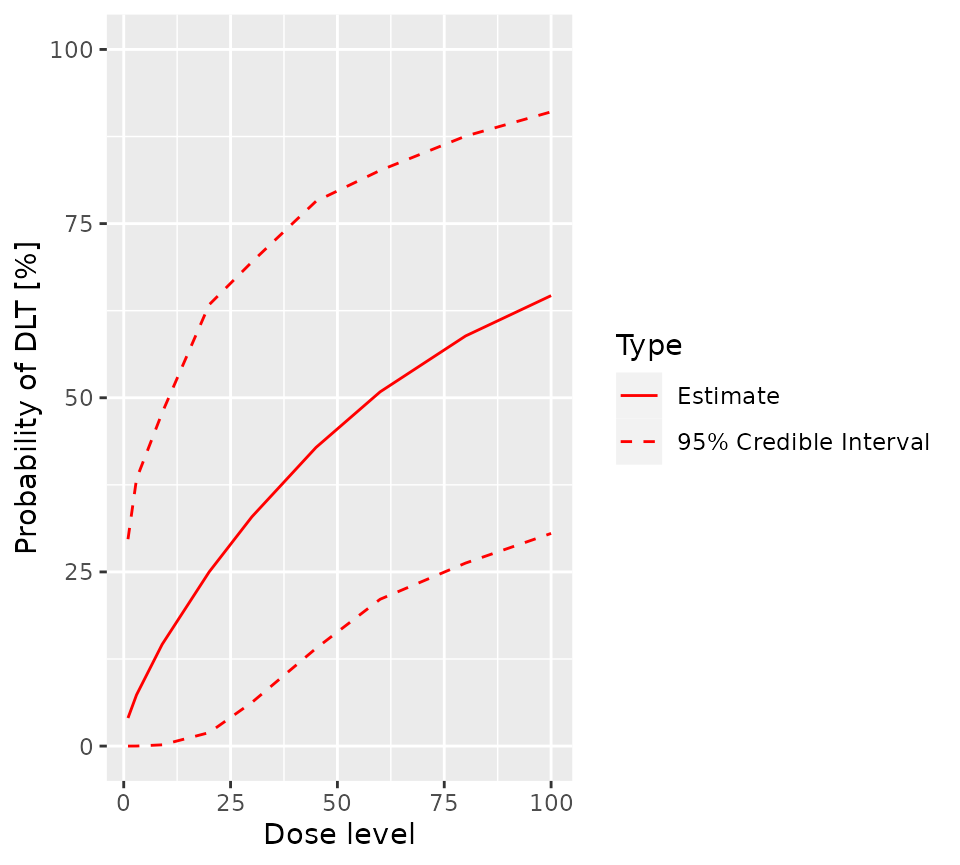 Probability of DLT [%]
100
75
50
25
0
0 25 50 75 100
Dose level
Type
Estimate
95% Credible Interval